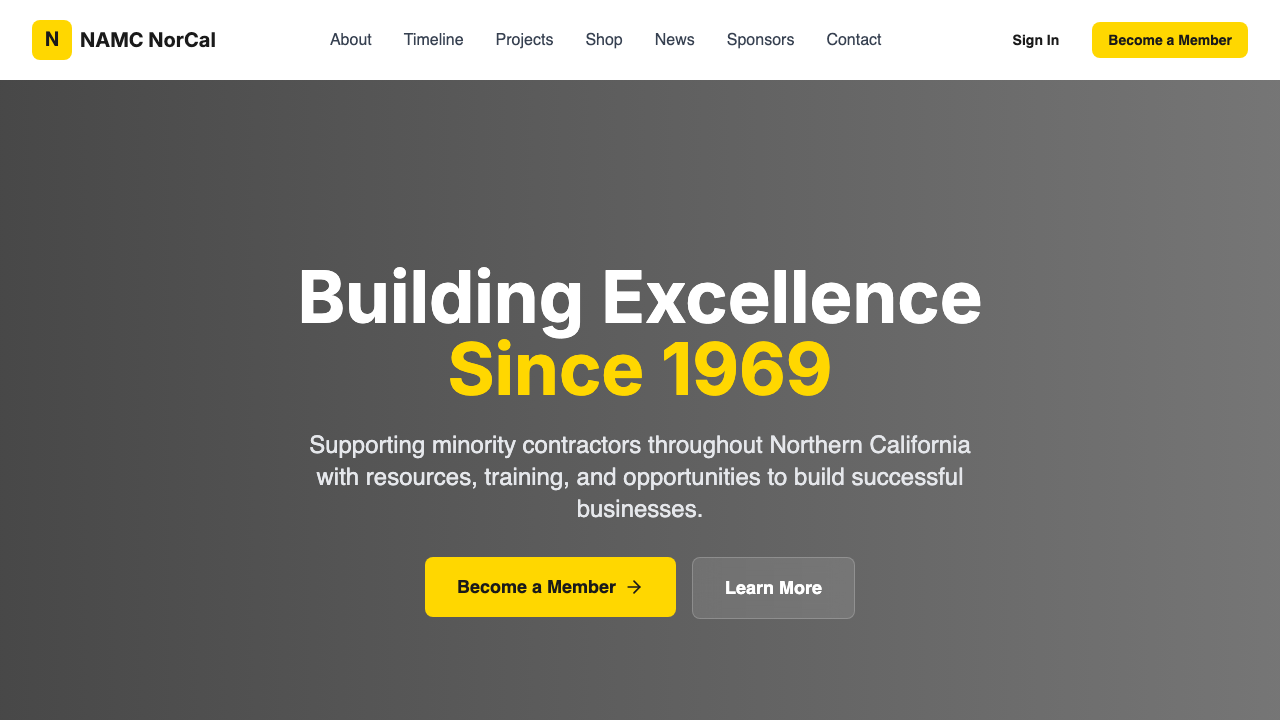 N
NAMC NorCal
About
Timeline
Projects
Shop
News
Sponsors
Contact
Sign In
Become a Member
Building Excellence
Since 1969
Supporting minority contractors throughout Northern California
with resources, training, and opportunities to build successful
businesses.
Become a Member →
Learn More